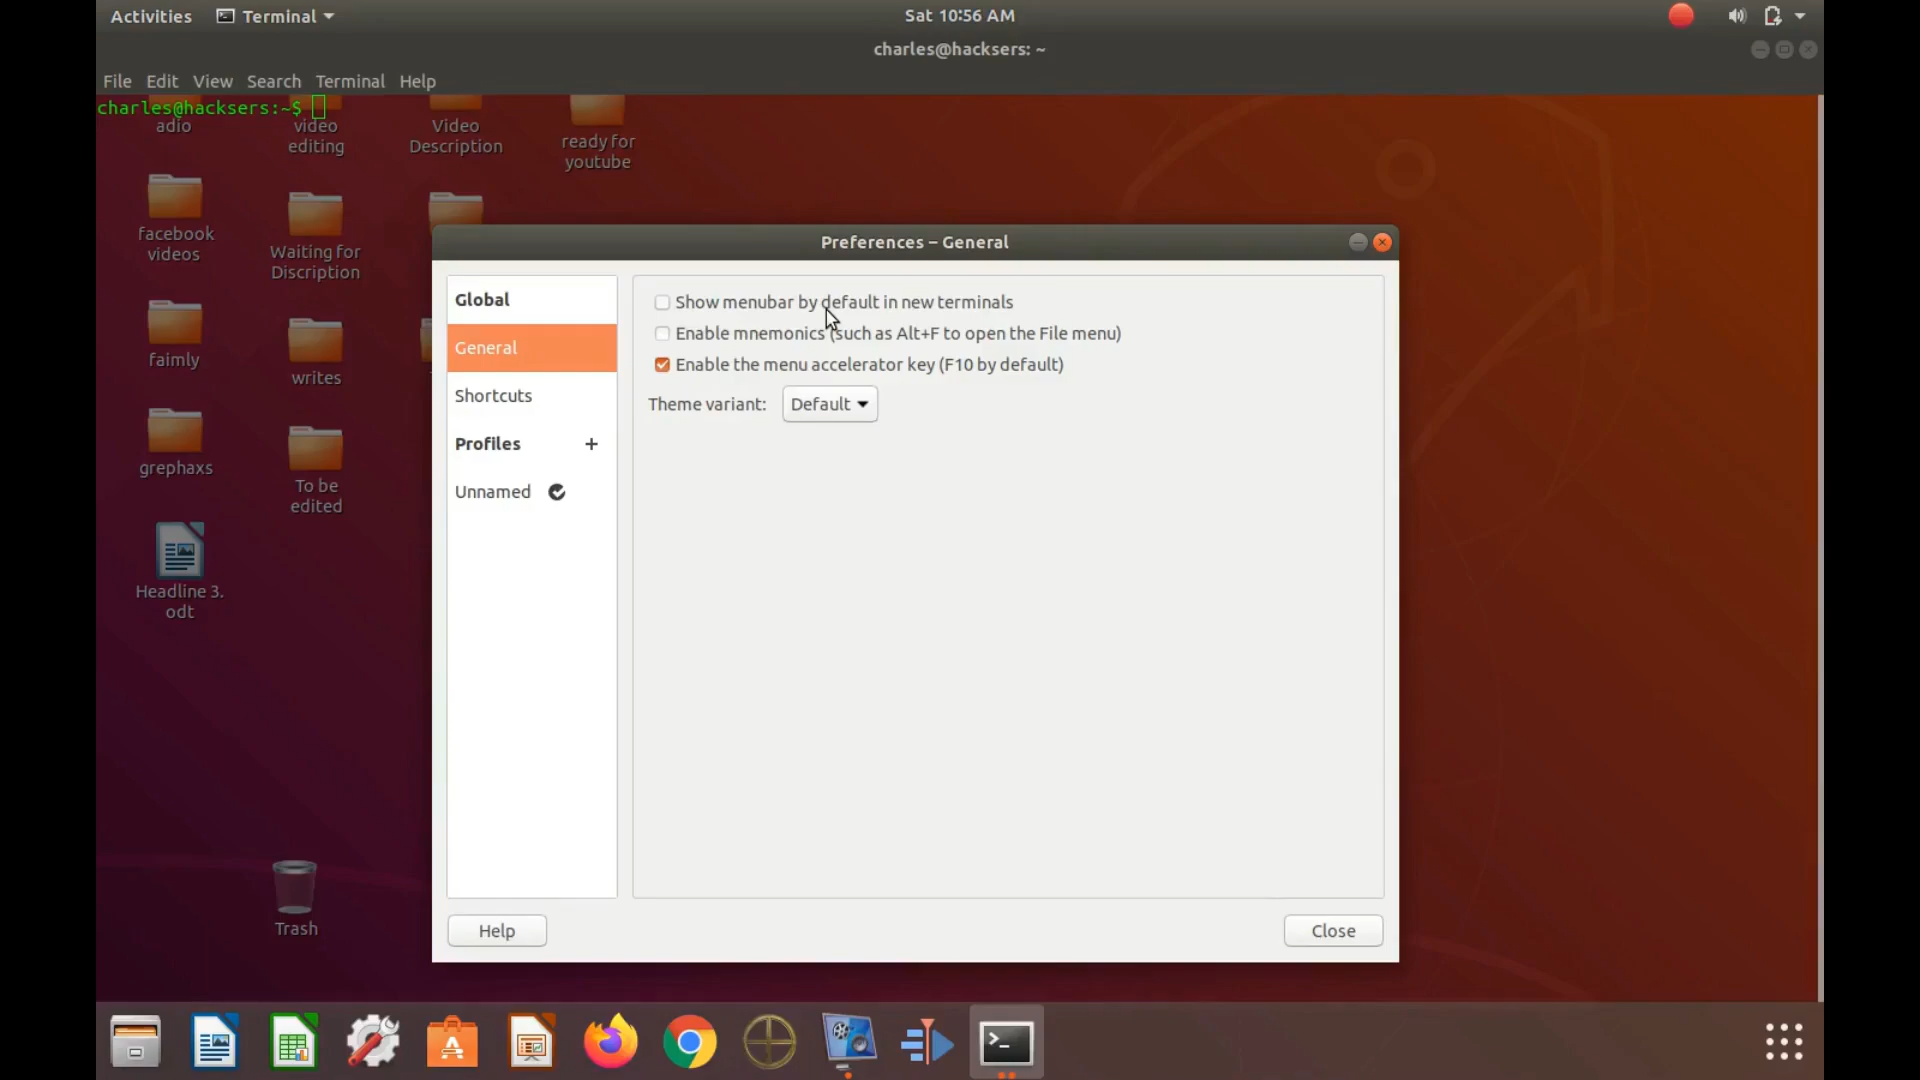 Activities Terminal Sat 10:56 AM
charles@hacksers: ~
File Edit View Search Terminal Help
charles@hacksers:~$
adio
video
editing
Video
Description
ready for
youtube
facebook
videos
Waiting for
Discription
faimly
writes
grephaxs
To be
edited
Headline 3.
odt
Trash
Preferences – General
Global
General
Shortcuts
Profiles +
Unnamed
Show menubar by default in new terminals
Enable mnemonics (such as Alt+F to open the File menu)
Enable the menu accelerator key (F10 by default)
Theme variant: Default
Help Close